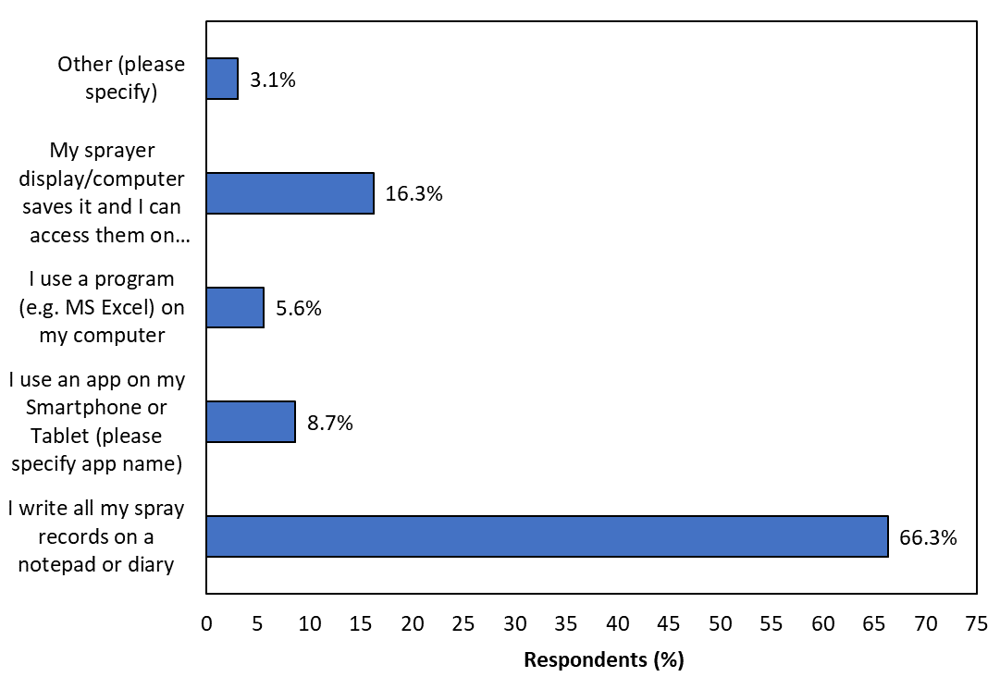 Other (please
specify)
3.1%
My sprayer
display/computer
saves it and I can
access them on...
16.3%
I use a program
(e.g. MS Excel) on
my computer
5.6%
I use an app on my
Smartphone or
Tablet (please
specify app name)
8.7%
I write all my spray
records on a
notepad or diary
66.3%
0 5 10 15 20 25 30 35 40 45 50 55 60 65 70 75
Respondents (%)